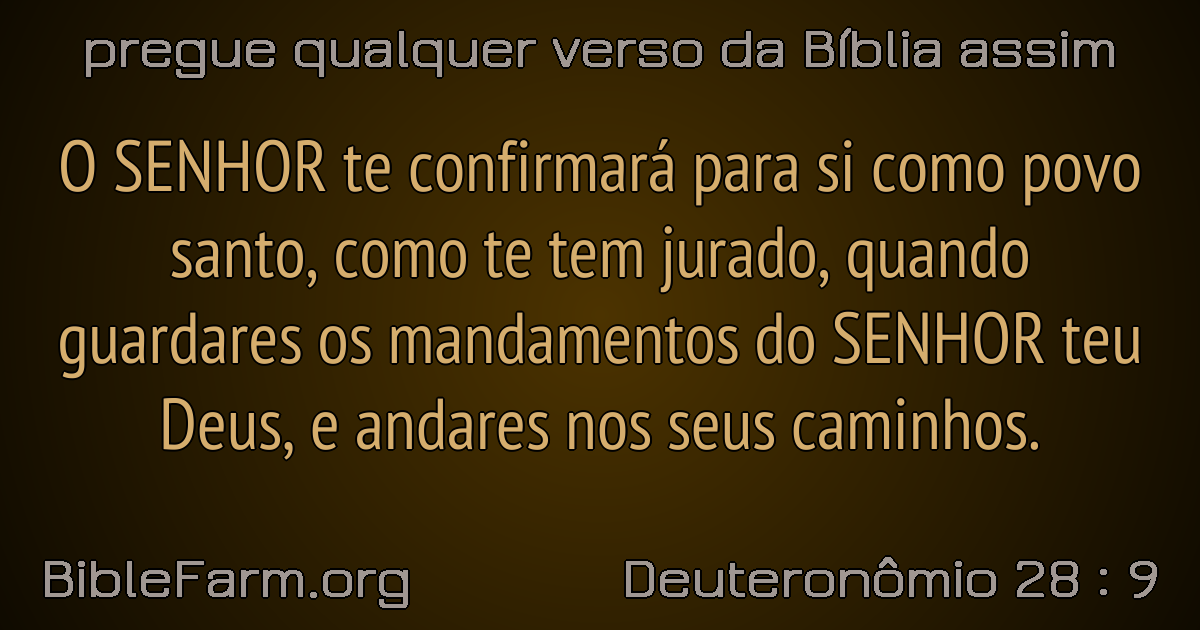 pregue qualquer verso da Bíblia assim
O SENHOR te confirmará para si como povo
santo, como te tem jurado, quando
guardares os mandamentos do SENHOR teu
Deus, e andares nos seus caminhos.
BibleFarm.org
Deuteronômio 28 : 9